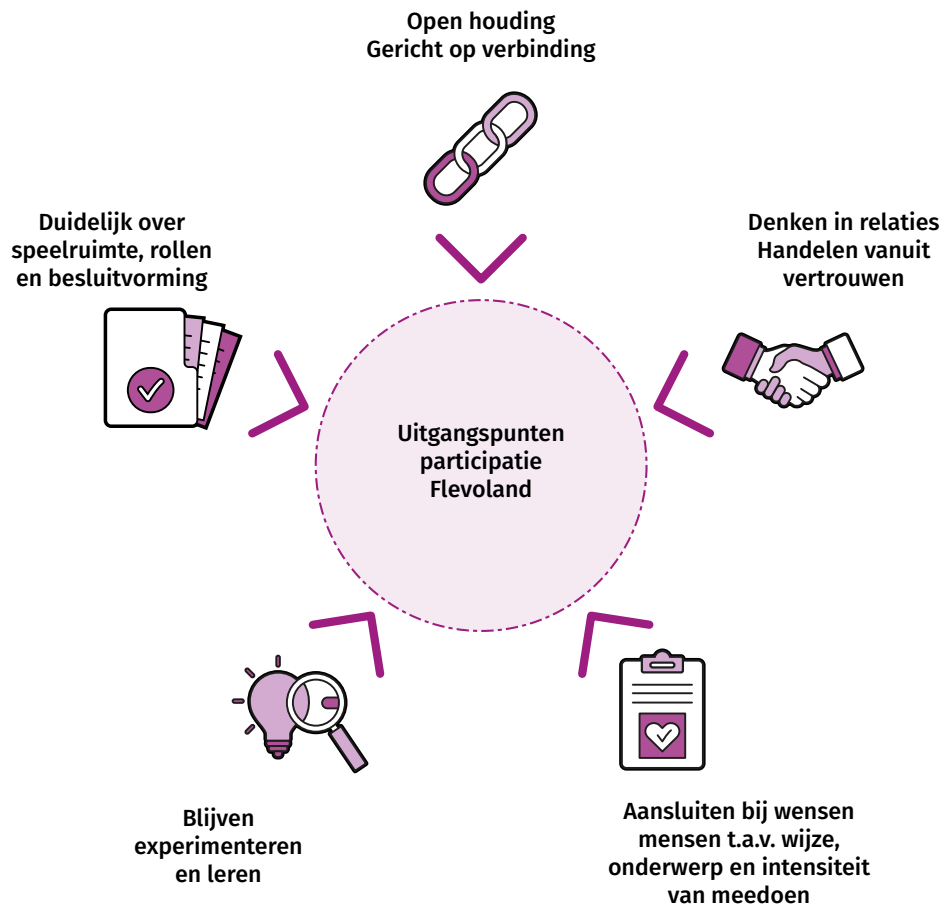 Open houding
Gericht op verbinding
Duidelijk over
speelruimte, rollen
en besluitvorming
Denken in relaties
Handelen vanuit
vertrouwen
Uitgangspunten
participatie
Flevoland
Blijven
experimenteren
en leren
Aansluiten bij wensen
mensen t.a.v. wijze,
onderwerp en intensiteit
van meedoen